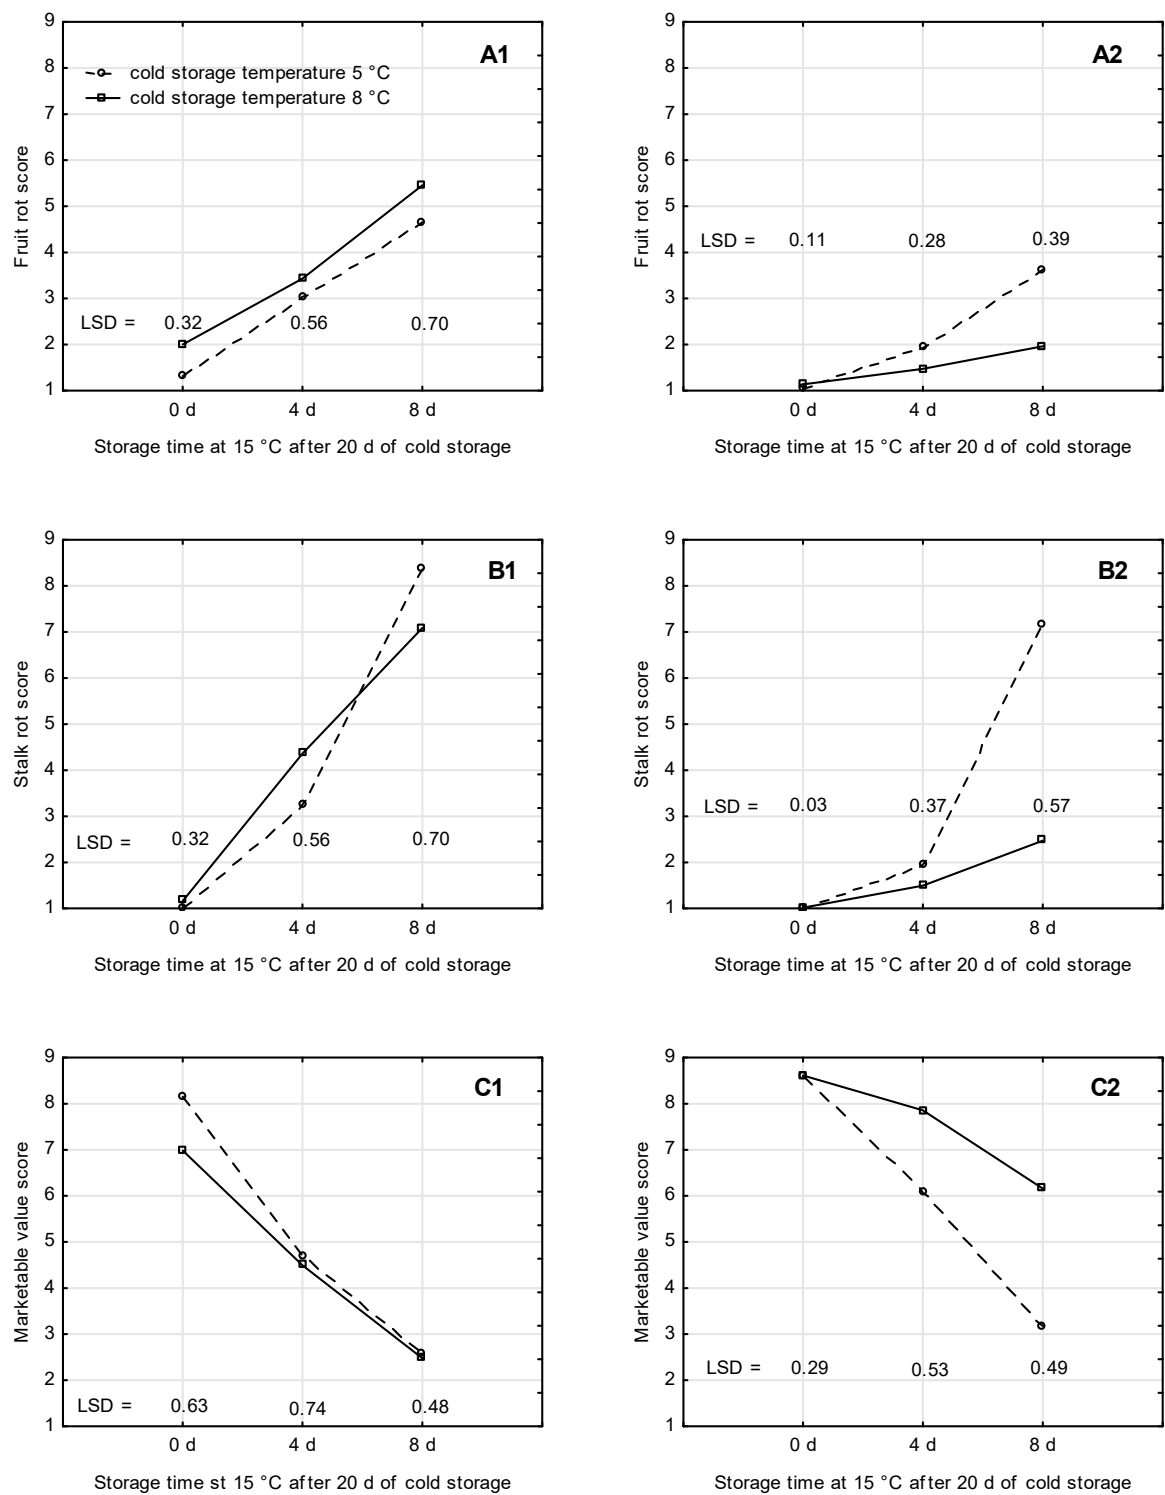 A1
cold storage temperature 5 °C
cold storage temperature 8 °C
9
8
7
6
5
4
3
2
1
Fruit rot score
LSD = 0.32 0.56 0.70
0 d 4 d 8 d
Storage time at 15 °C after 20 d of cold storage
A2
9
8
7
6
5
4
3
2
1
Fruit rot score
LSD = 0.11 0.28 0.39
0 d 4 d 8 d
Storage time at 15 °C after 20 d of cold storage
B1
9
8
7
6
5
4
3
2
1
Stalk rot score
LSD = 0.32 0.56 0.70
0 d 4 d 8 d
Storage time at 15 °C after 20 d of cold storage
B2
9
8
7
6
5
4
3
2
1
Stalk rot score
LSD = 0.03 0.37 0.57
0 d 4 d 8 d
Storage time at 15 °C after 20 d of cold storage
C1
9
8
7
6
5
4
3
2
1
Marketable value score
LSD = 0.63 0.74 0.48
0 d 4 d 8 d
Storage time st 15 °C after 20 d of cold storage
C2
9
8
7
6
5
4
3
2
1
Marketable value score
LSD = 0.29 0.53 0.49
0 d 4 d 8 d
Storage time at 15 °C after 20 d of cold storage